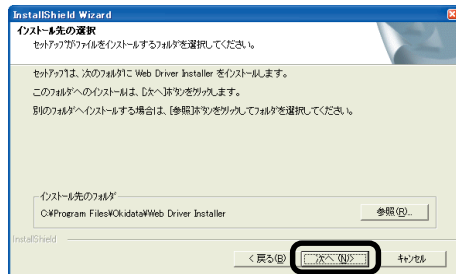 InstallShield Wizard
インストール先の選択
セットアップがファイルをインストールするフォルダを選択してください。
セットアップは、次のフォルダに Web Driver Installer をインストールします。
このフォルダへのインストールは、[次へ]ボタンをクリックします。
別のフォルダへインストールする場合は、[参照]ボタンをクリックしてフォルダを選択してください。
インストール先のフォルダ
C:¥Program Files¥Okidata¥Web Driver Installer
参照(R)...
InstallShield
< 戻る(B)
次へ (N)>
キャンセル